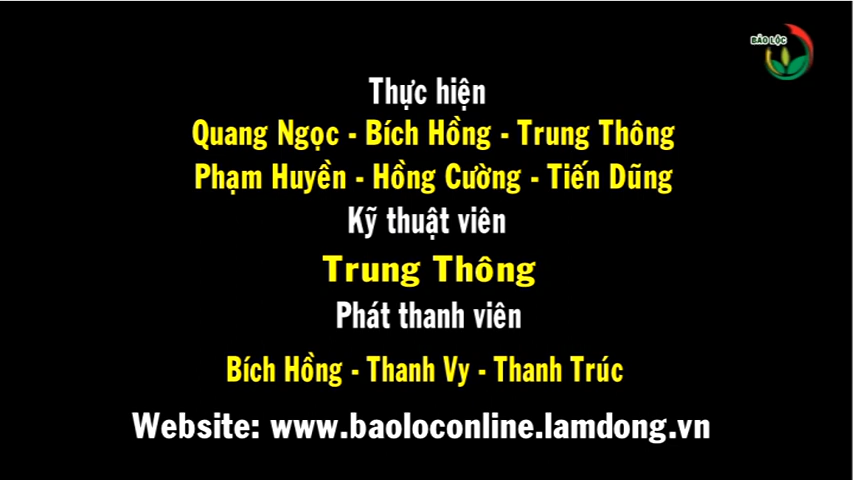 BẢO LỘC
Thực hiện
Quang Ngọc - Bích Hồng - Trung Thông
Phạm Huyền - Hồng Cường - Tiến Dũng
Kỹ thuật viên
Trung Thông
Phát thanh viên
Bích Hồng - Thanh Vy - Thanh Trúc
Website: www.baoloconline.lamdong.vn